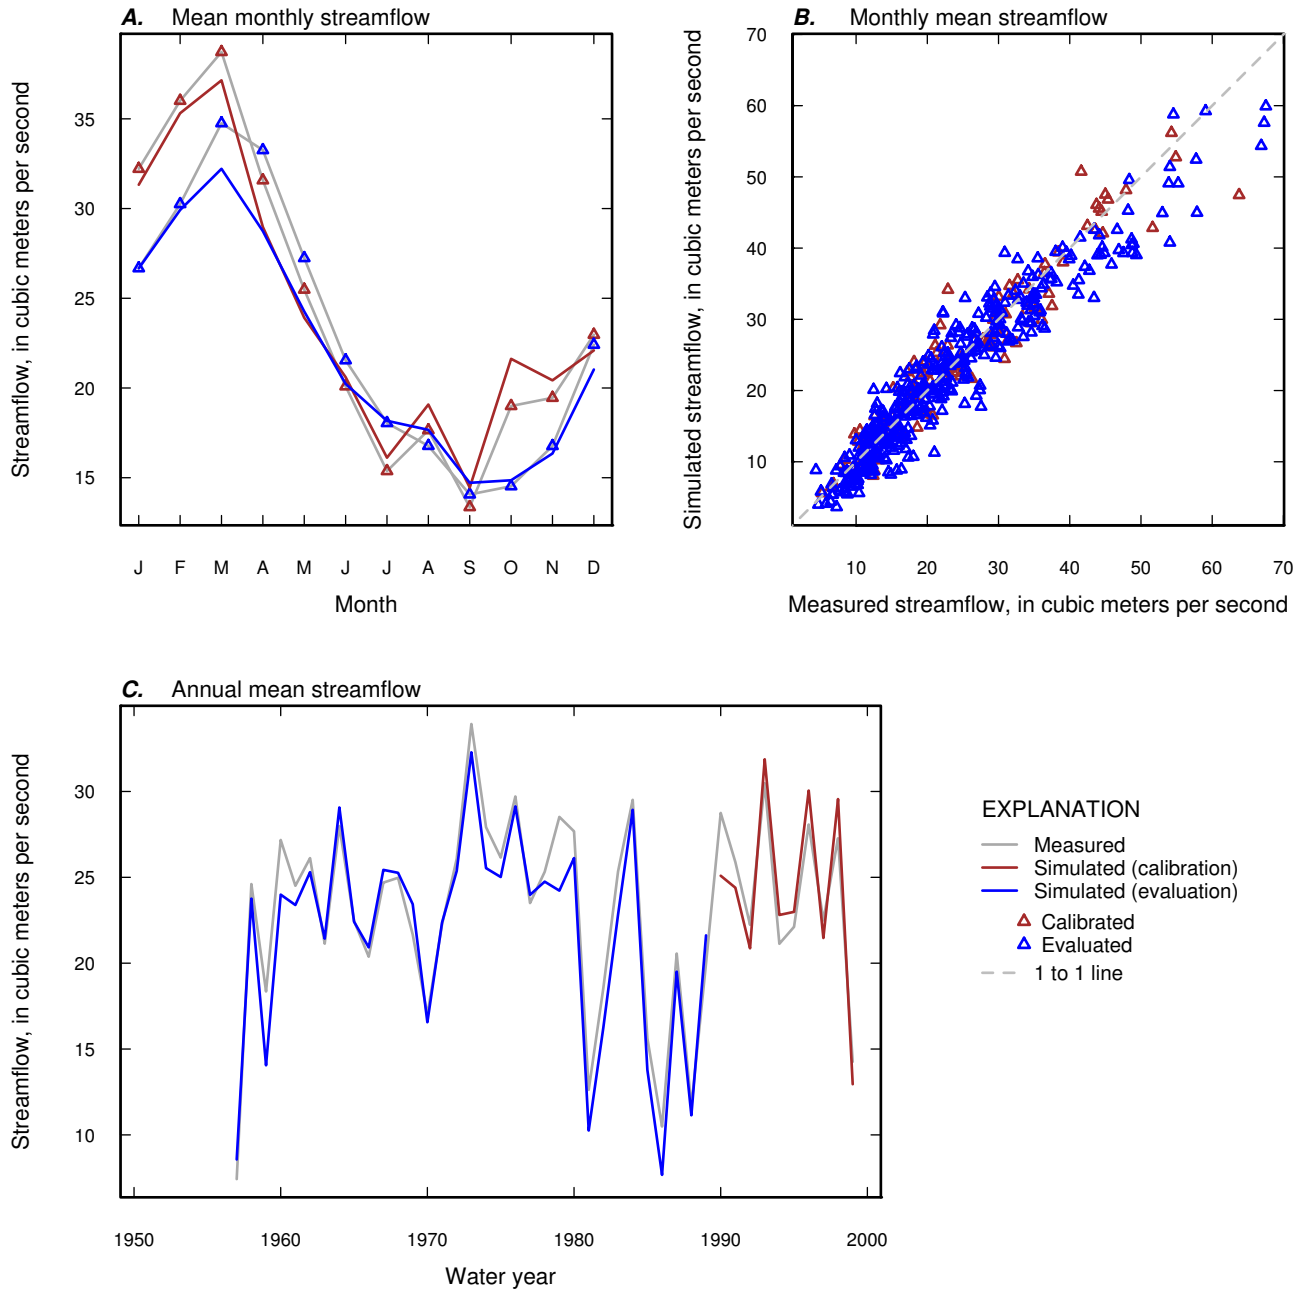 A. Mean monthly streamflow
35
30
25
20
15
Streamflow, in cubic meters per second
J F M A M J J A S O N D
Month
B. Monthly mean streamflow
70
60
50
40
30
20
10
Simulated streamflow, in cubic meters per second
10 20 30 40 50 60 70
Measured streamflow, in cubic meters per second
C. Annual mean streamflow
30
25
20
15
10
Streamflow, in cubic meters per second
1950 1960 1970 1980 1990 2000
Water year
EXPLANATION
Measured
Simulated (calibration)
Simulated (evaluation)
Calibrated
Evaluated
1 to 1 line